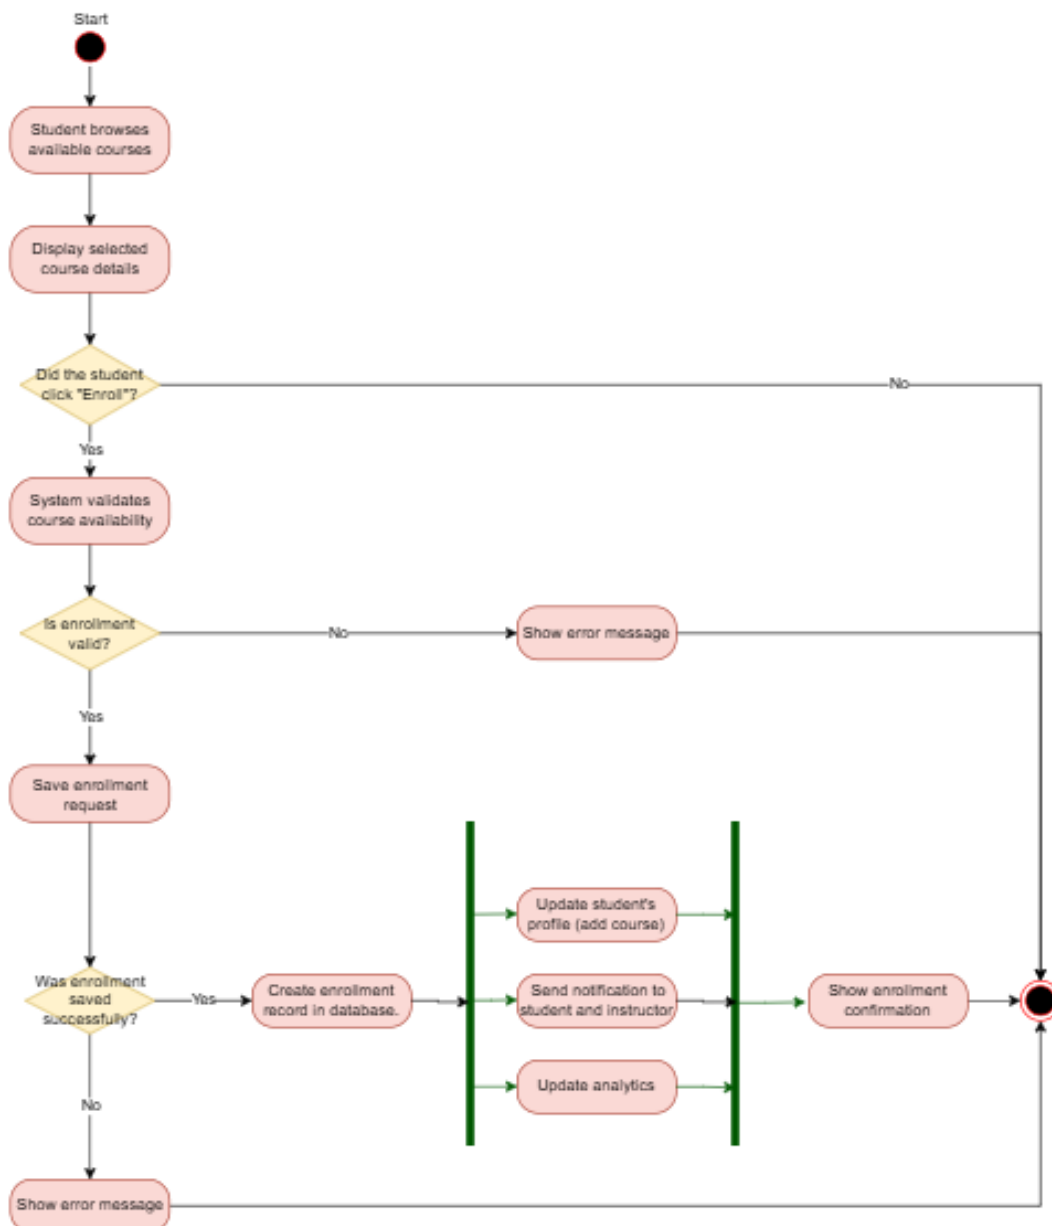 Start
Student browses
available courses
Display selected
course details
Did the student
click "Enroll"?
No
Yes
System validates
course availability
Is enrollment
valid?
No
Show error message
Yes
Save enrollment
request
Update student's
profile (add course)
Was enrollment
saved
successfully?
Yes
Create enrollment
record in database.
Send notification to
student and instructor
Show enrollment
confirmation
Update analytics
No
Show error message